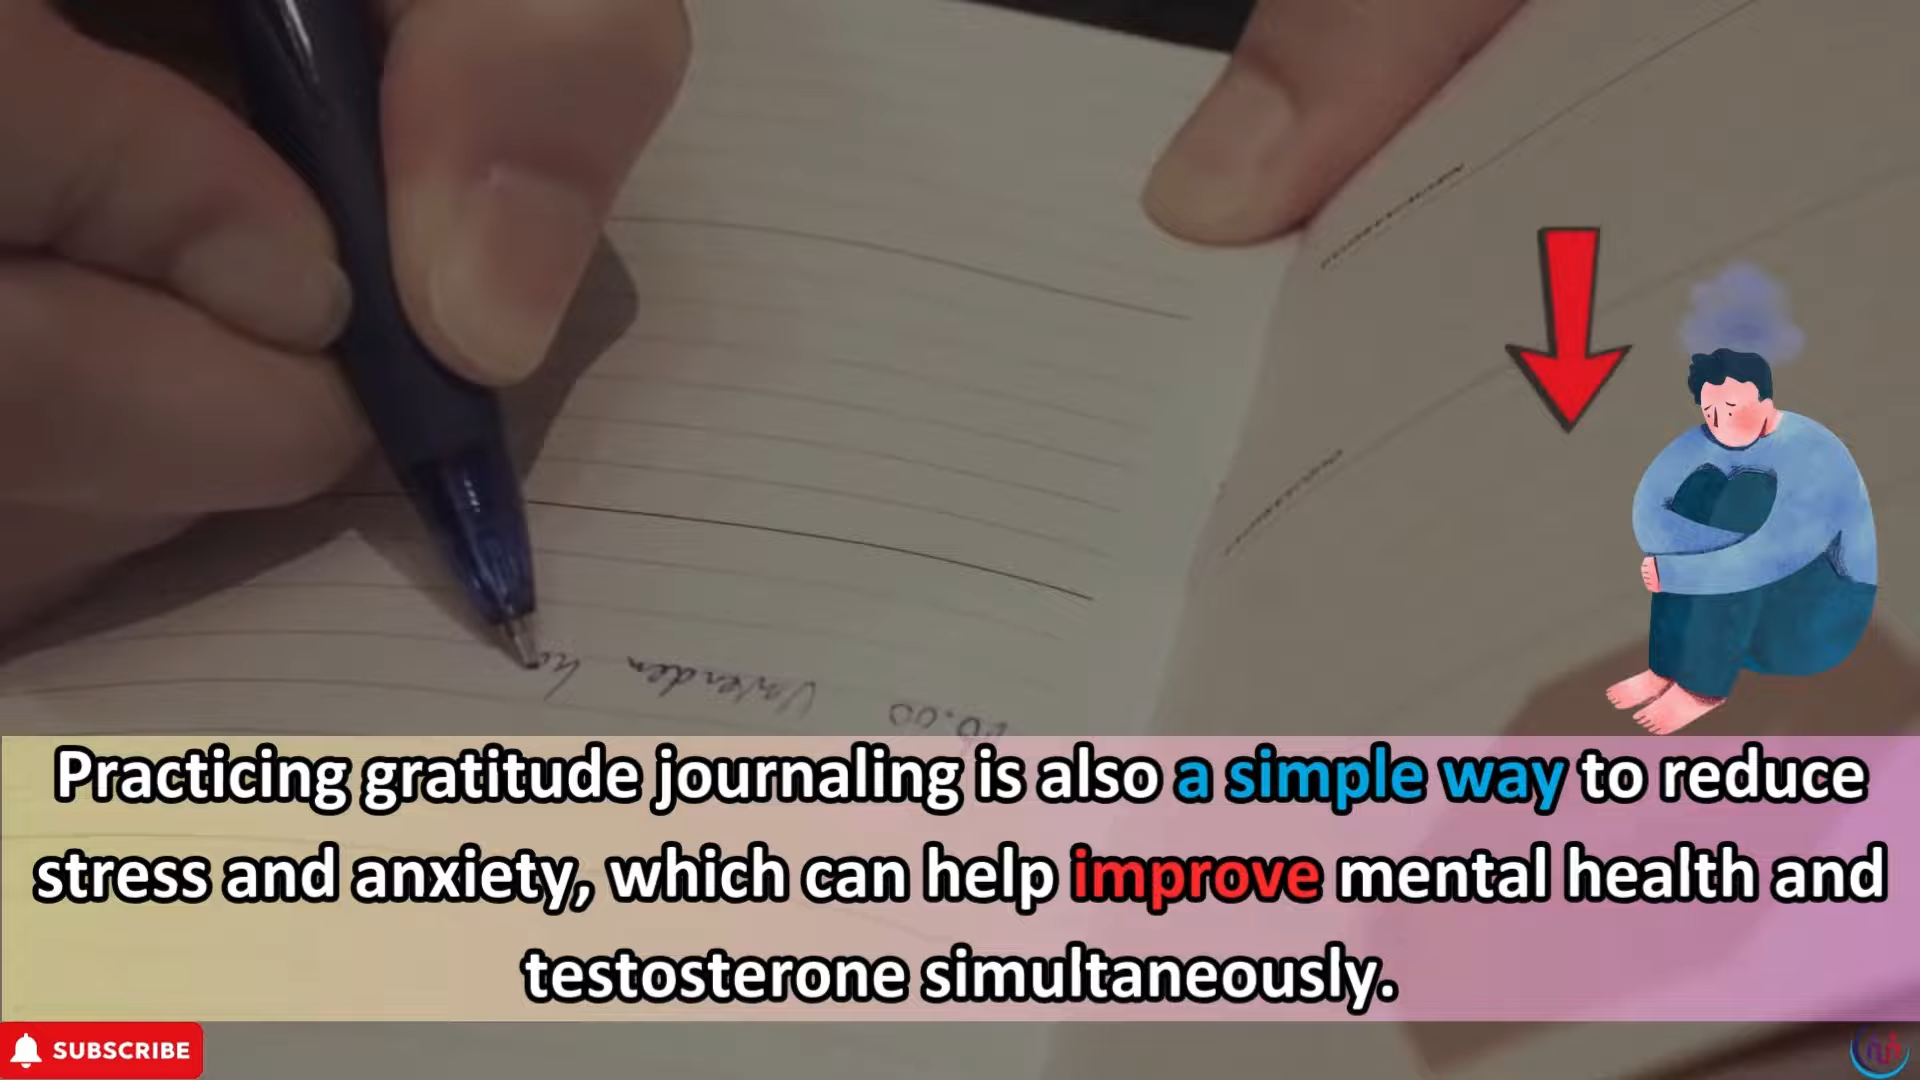 Practicing gratitude journaling is also a simple way to reduce
stress and anxiety, which can help improve mental health and
testosterone simultaneously.
SUBSCRIBE